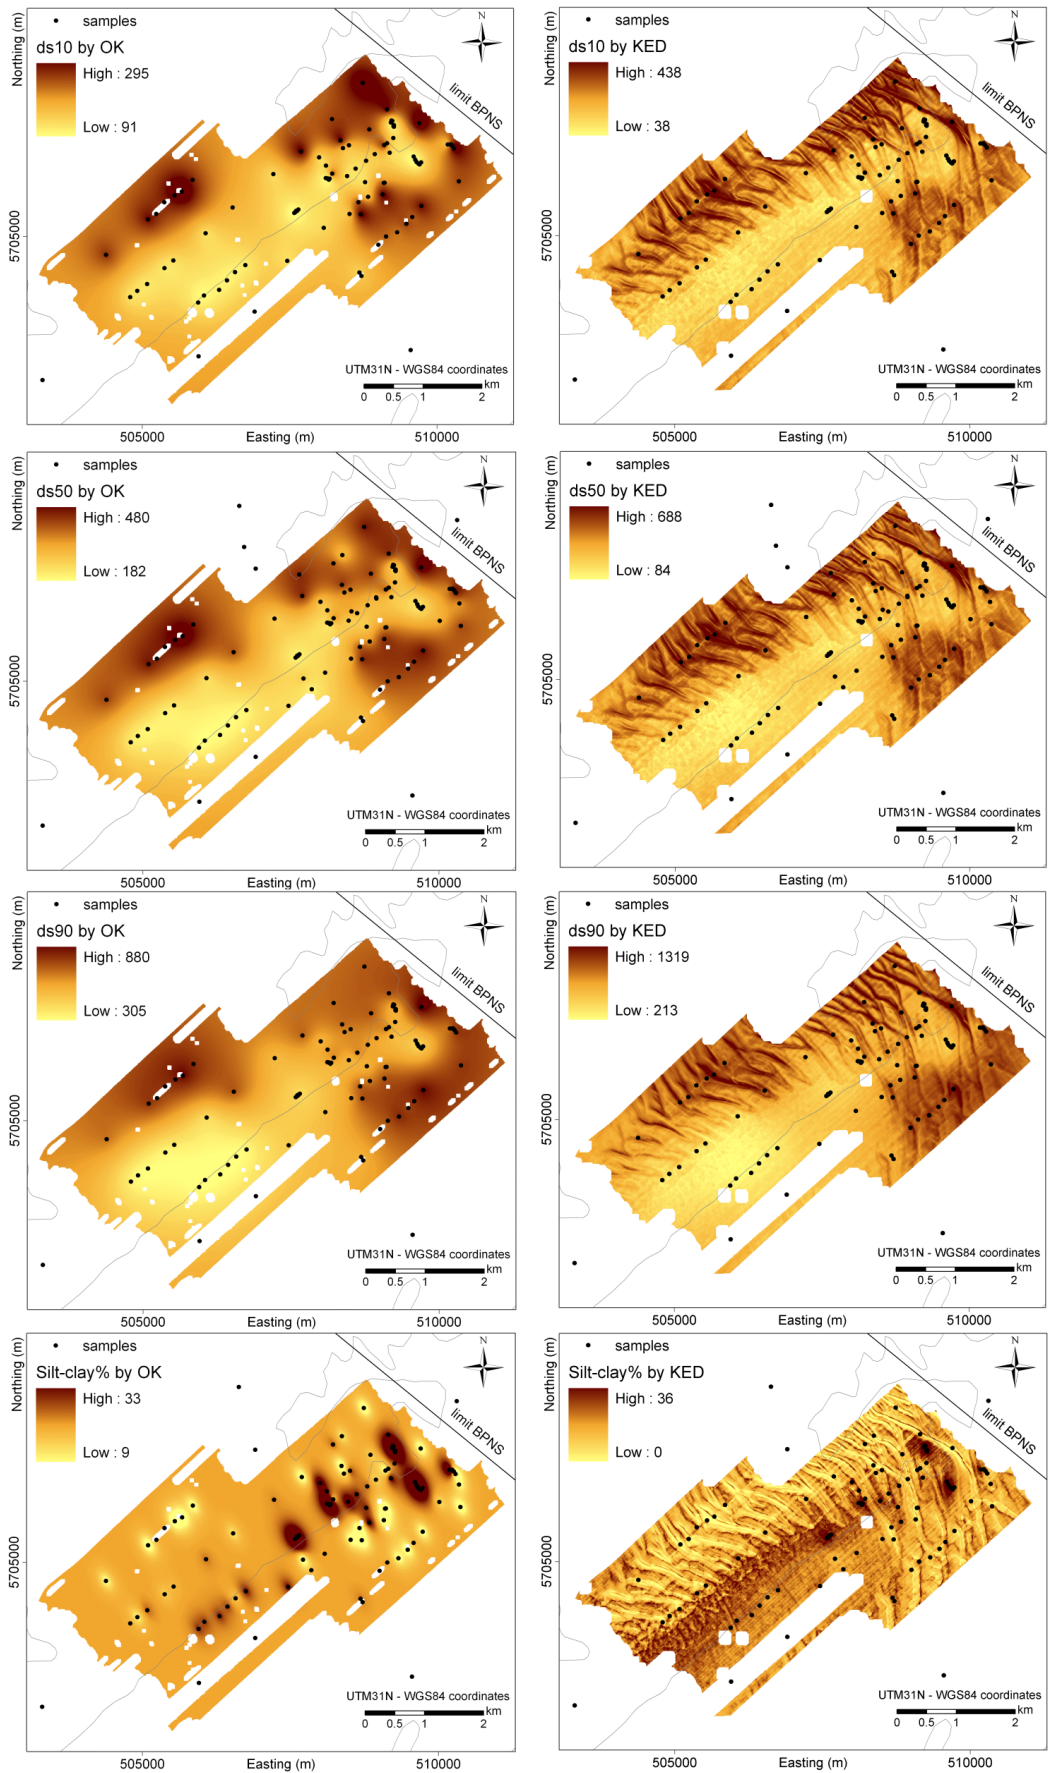 samples
ds10 by OK
High : 295
Low : 91
N
limit BPNS
Northing (m)
5705000
UTM31N - WGS84 coordinates
km
0 0.5 1 2
505000 Easting (m) 510000
samples
ds10 by KED
High : 438
Low : 38
N
limit BPNS
Northing (m)
5705000
UTM31N - WGS84 coordinates
km
0 0.5 1 2
505000 Easting (m) 510000
samples
ds50 by OK
High : 480
Low : 182
N
limit BPNS
Northing (m)
5705000
UTM31N - WGS84 coordinates
km
0 0.5 1 2
505000 Easting (m) 510000
samples
ds50 by KED
High : 688
Low : 84
N
limit BPNS
Northing (m)
5705000
UTM31N - WGS84 coordinates
km
0 0.5 1 2
505000 Easting (m) 510000
samples
ds90 by OK
High : 880
Low : 305
N
limit BPNS
Northing (m)
5705000
UTM31N - WGS84 coordinates
km
0 0.5 1 2
505000 Easting (m) 510000
samples
ds90 by KED
High : 1319
Low : 213
N
limit BPNS
Northing (m)
5705000
UTM31N - WGS84 coordinates
km
0 0.5 1 2
505000 Easting (m) 510000
samples
Silt-clay% by OK
High : 33
Low : 9
N
limit BPNS
Northing (m)
5705000
UTM31N - WGS84 coordinates
km
0 0.5 1 2
505000 Easting (m) 510000
samples
Silt-clay% by KED
High : 36
Low : 0
N
limit BPNS
Northing (m)
5705000
UTM31N - WGS84 coordinates
km
0 0.5 1 2
505000 Easting (m) 510000